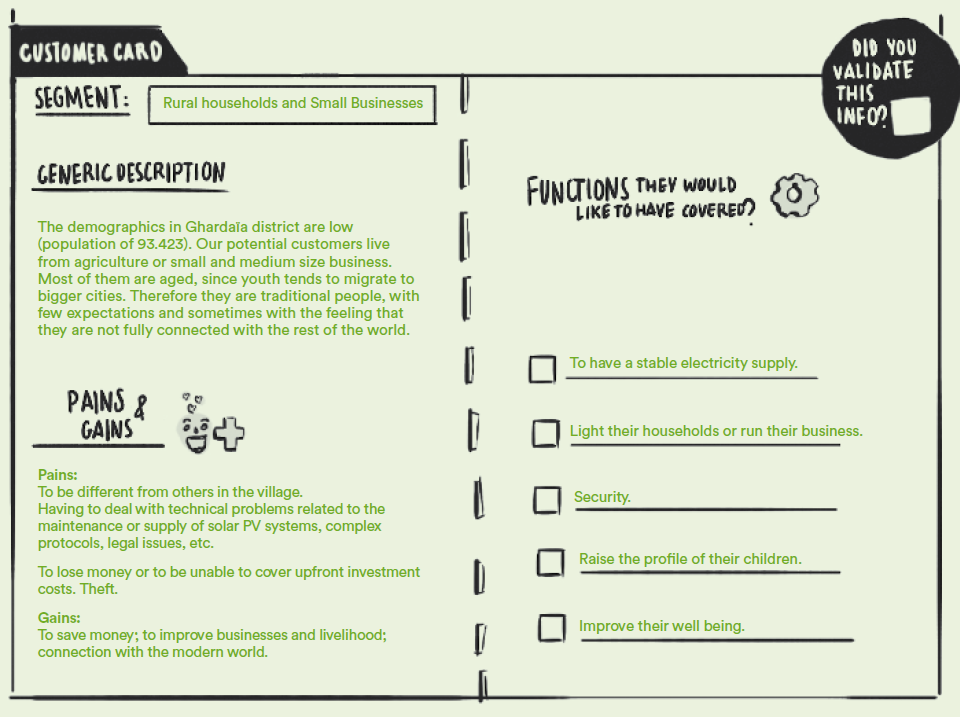 CUSTOMER CARD
DID YOU
VALIDATE
THIS
INFO?
SEGMENT:
Rural households and Small Businesses
GENERIC DESCRIPTION
The demographics in Ghardaïa district are low
(population of 93.423). Our potential customers live
from agriculture or small and medium size business.
Most of them are aged, since youth tends to migrate to
bigger cities. Therefore they are traditional people, with
few expectations and sometimes with the feeling that
they are not fully connected with the rest of the world.
PAINS &
GAINS
Pains:
To be different from others in the village.
Having to deal with technical problems related to the
maintenance or supply of solar PV systems, complex
protocols, legal issues, etc.
To lose money or to be unable to cover upfront investment
costs. Theft.
Gains:
To save money; to improve businesses and livelihood;
connection with the modern world.
FUNCTIONS THEY WOULD
LIKE TO HAVE COVERED?
To have a stable electricity supply.
Light their households or run their business.
Security.
Raise the profile of their children.
Improve their well being.